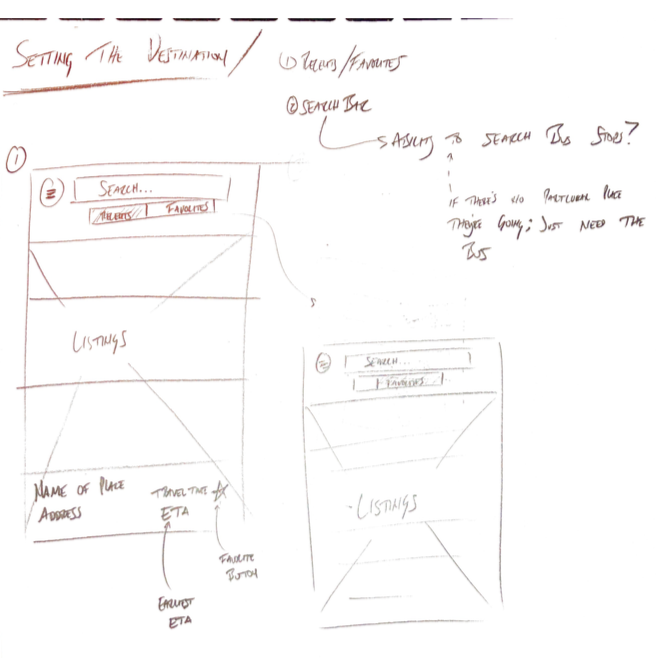 SETTING THE DESTINATION /
① RECENTS/FAVORITES
② SEARCH BAR
ABILITY TO SEARCH BUS STOPS?
IF THERE'S NO PARTICULAR PLACE
THEY'RE GOING; JUST NEED THE
BUS
①
SEARCH...
RECENTS | FAVORITES
LISTINGS
NAME OF PLACE
ADDRESS
TRAVEL TIME
ETA
FAVORITE
BUTTON
EARLIEST
ETA
SEARCH...
FAVORITES
LISTINGS